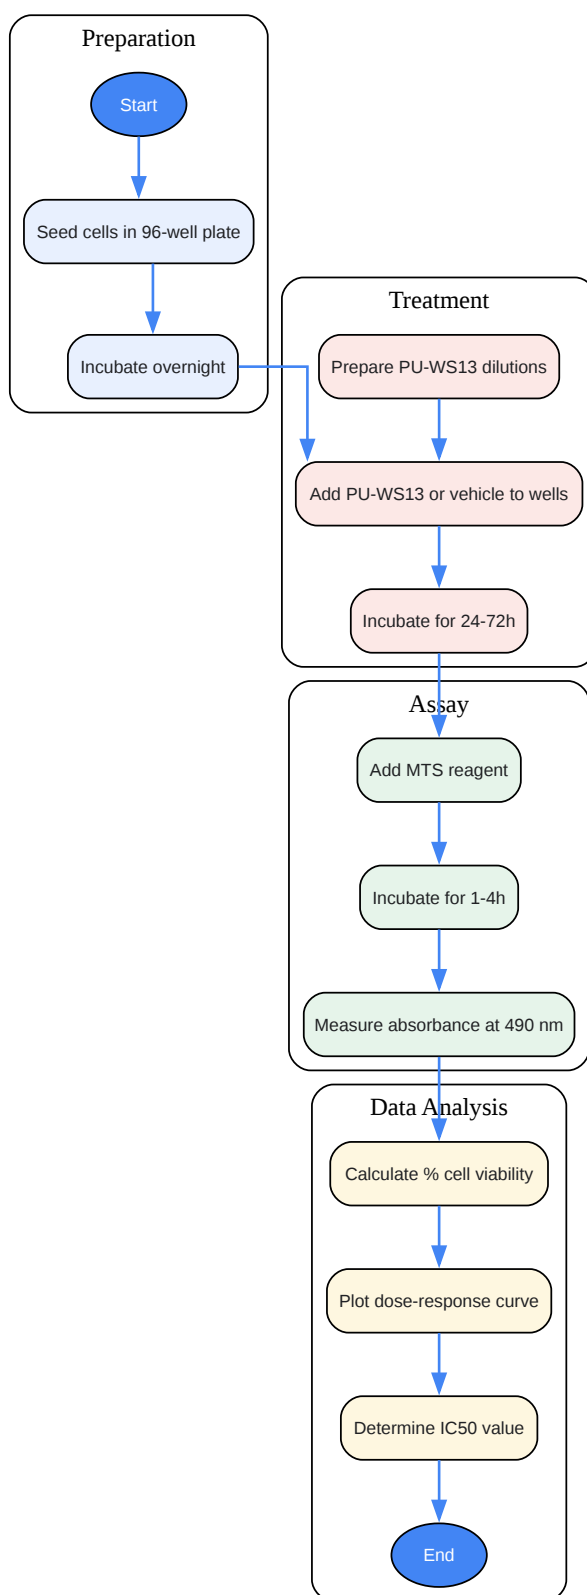 Preparation
Start
Seed cells in 96-well plate
Incubate overnight
Treatment
Prepare PU-WS13 dilutions
Add PU-WS13 or vehicle to wells
Incubate for 24-72h
Assay
Add MTS reagent
Incubate for 1-4h
Measure absorbance at 490 nm
Data Analysis
Calculate % cell viability
Plot dose-response curve
Determine IC50 value
End